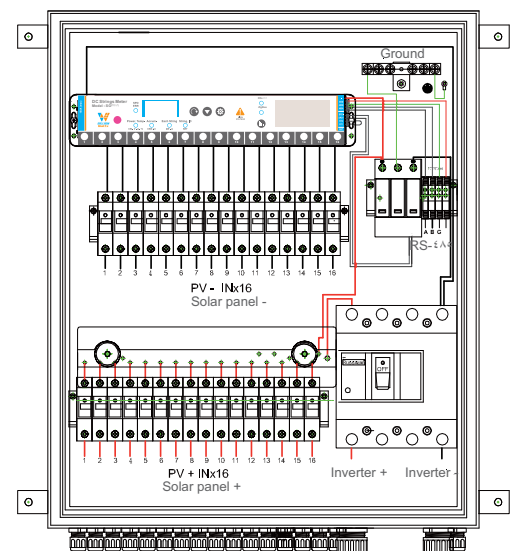 Ground
DC Strings Meter
1 2 3 4 5 6 7 8 9 10 11 12 13 14 15 16
PV - INx16
Solar panel -
A B G
RS-
OFF
1 2 3 4 5 6 7 8 9 10 11 12 13 14 15 16
PV + INx16
Solar panel +
Inverter + Inverter -